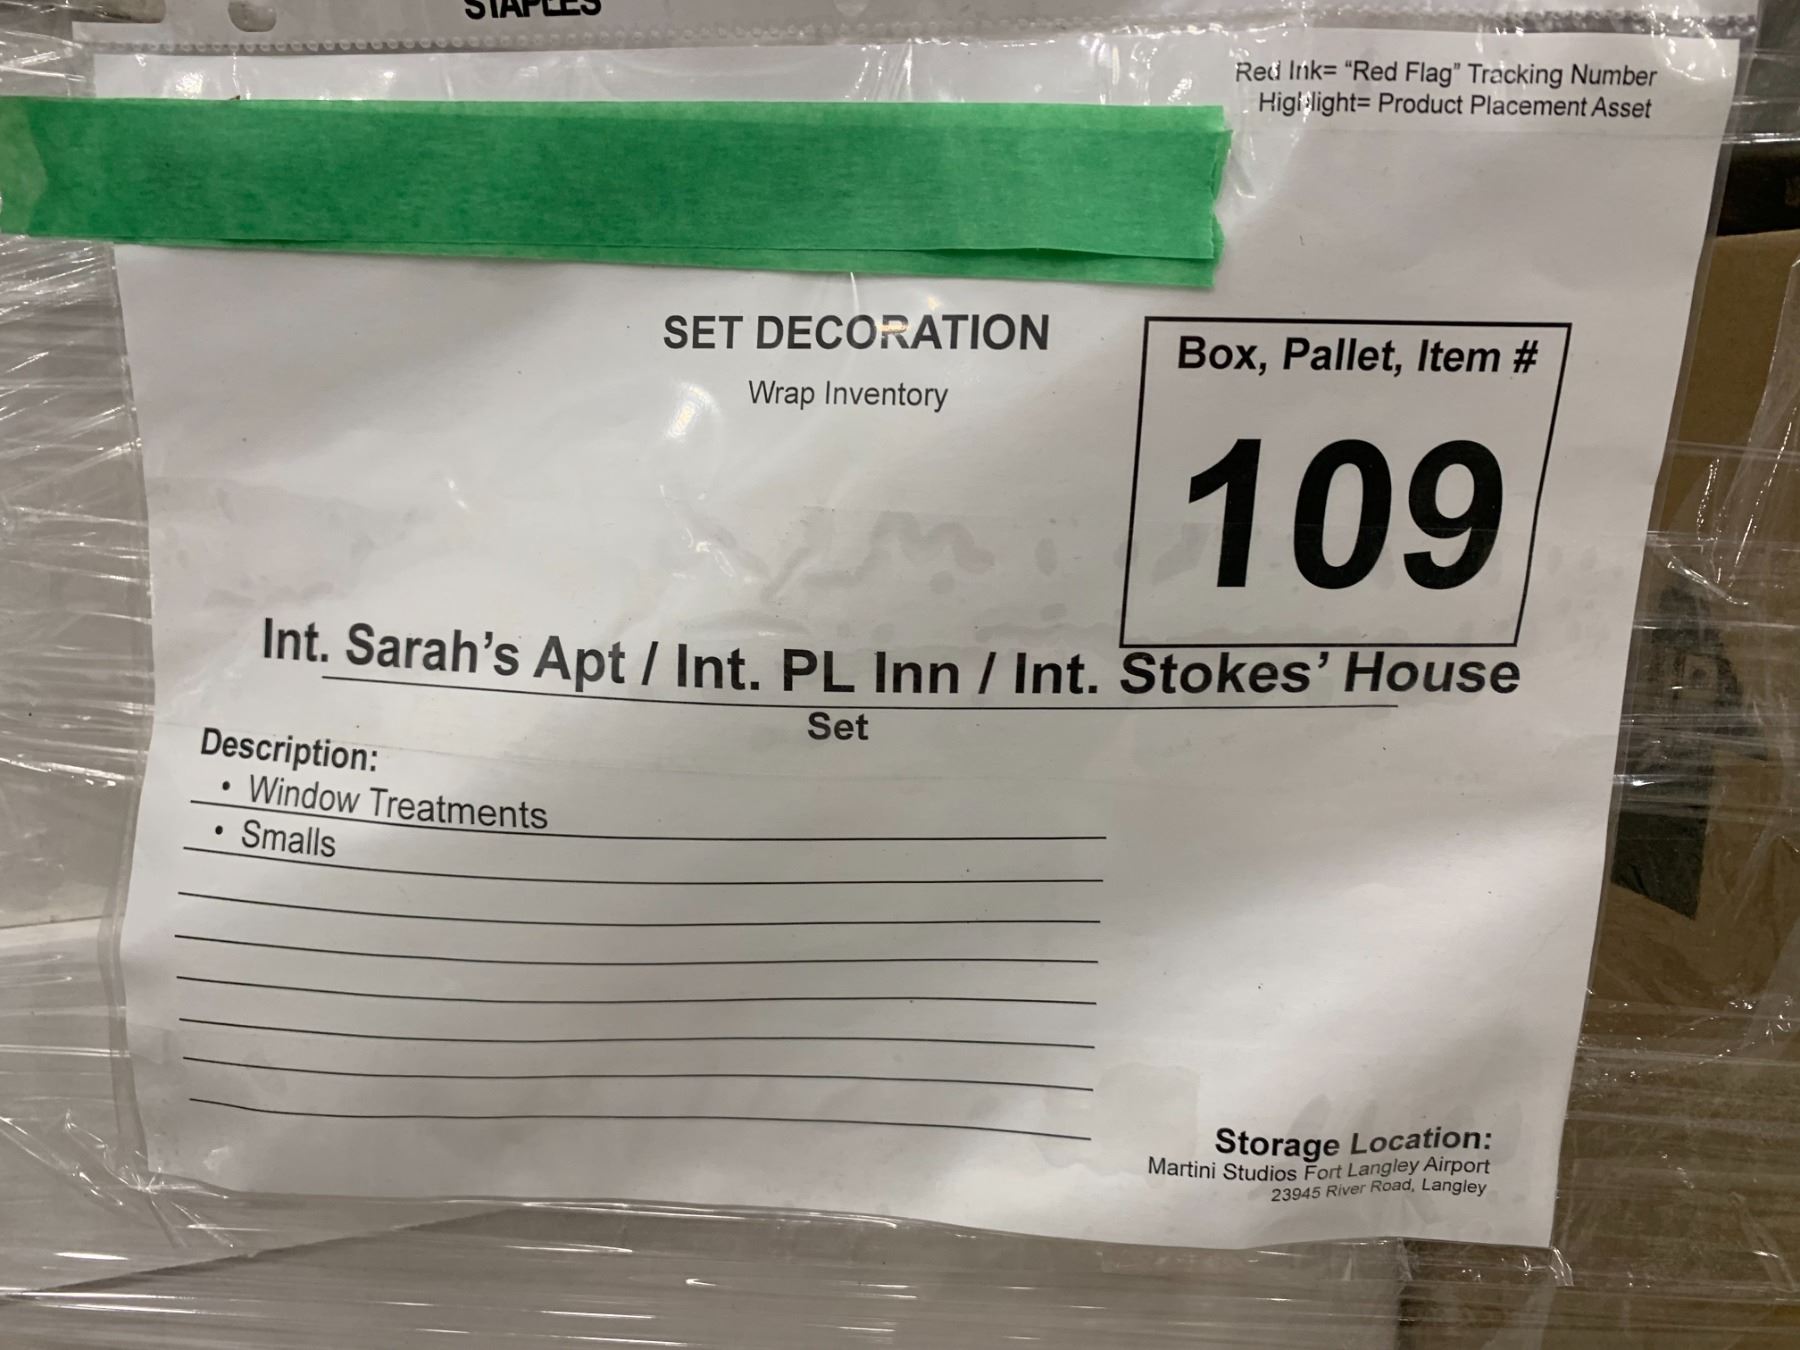 STAPLES
Red Ink= “Red Flag” Tracking Number
Highlight= Product Placement Asset
SET DECORATION
Wrap Inventory
Box, Pallet, Item #
109
Int. Sarah’s Apt / Int. PL Inn / Int. Stokes’ House
Set
Description:
• Window Treatments
• Smalls
Storage Location:
Martini Studios Fort Langley Airport
23945 River Road, Langley